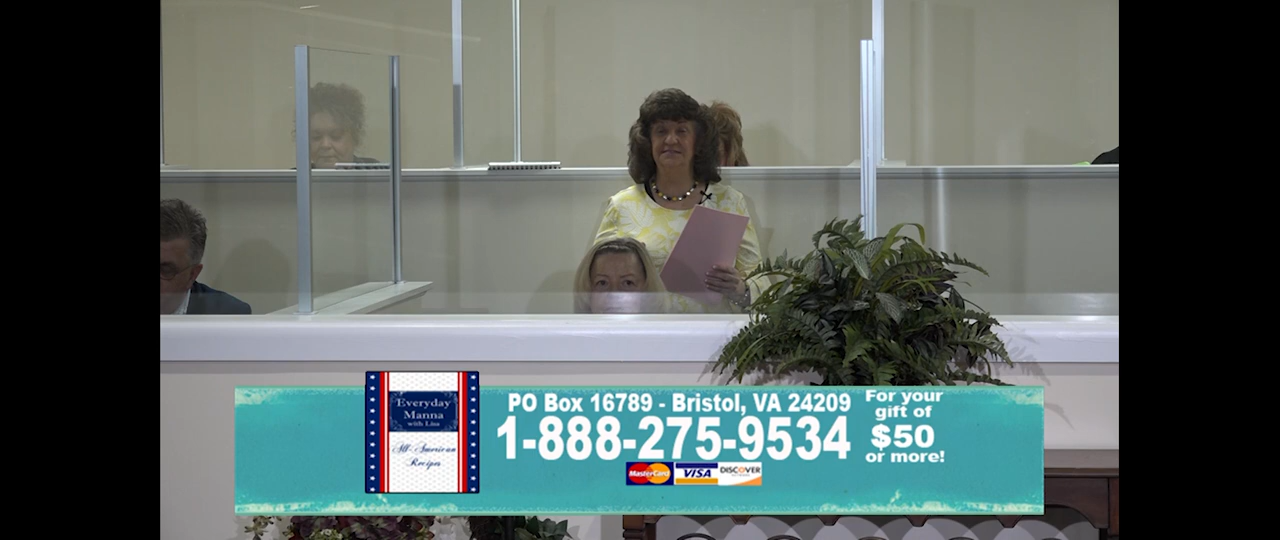 Everyday
Manna
with Lisa
All-American
Recipes
PO Box 16789 - Bristol, VA 24209
1-888-275-9534
MasterCard
VISA
DISCOVER
For your
gift of
$50
or more!